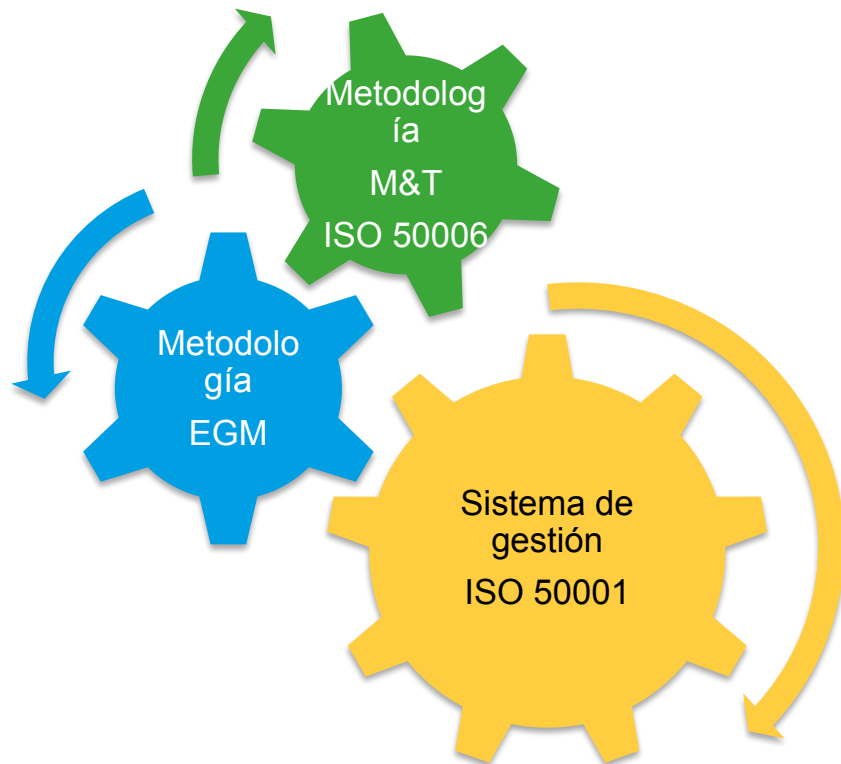 Metodolog
ía
M&T
ISO 50006
Metodolo
gía
EGM
Sistema de
gestión
ISO 50001